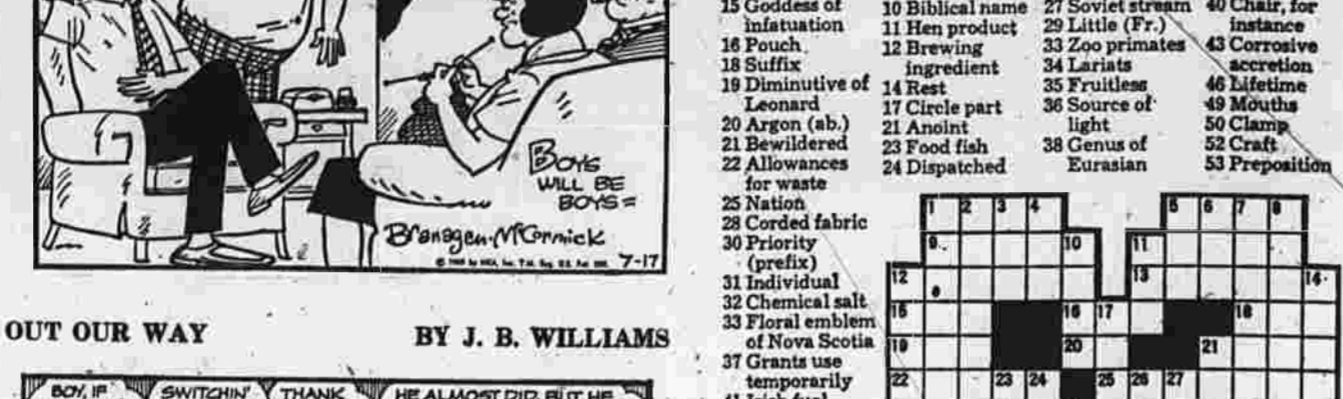 BOYS
WILL BE
BOYS=
Branagen-McCormick
7-17
OUT OUR WAY
BY J. B. WILLIAMS
BOY, IF
SWITCHIN'
THANK
HE ALMOST DID, BUT HE
15 Goddess of
infatuation
16 Pouch
18 Suffix
19 Diminutive of
Leonard
20 Argon (ab.)
21 Bewildered
22 Allowances
for waste
25 Nation
28 Corded fabric
30 Priority
(prefix)
31 Individual
32 Chemical salt
33 Floral emblem
of Nova Scotia
37 Grants use
temporarily
10 Biblical name
11 Hen product
12 Brewing
ingredient
14 Rest
17 Circle part
21 Anoint
23 Food fish
24 Dispatched
27 Soviet stream
29 Little (Fr.)
33 Zoo primates
34 Lariats
35 Fruitless
36 Source of
light
38 Genus of
Eurasian
40 Chair, for
instance
43 Corrosive
accretion
46 Lifetime
49 Mouths
50 Clamp
52 Craft
53 Preposition
1 2 3 4 5 6 7 8
9 10 11
12 13 14
15 16 17 18
19 20 21
22 23 24 25 26 27